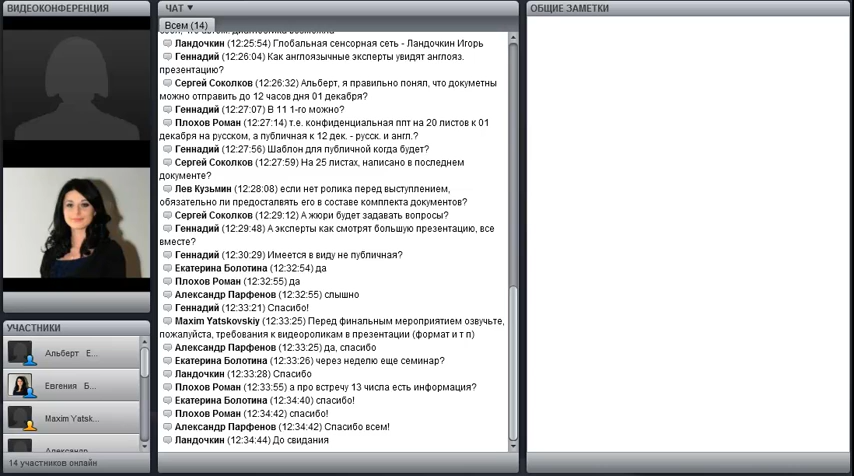 ВИДЕОКОНФЕРЕНЦИЯ
ЧАТ
ОБЩИЕ ЗАМЕТКИ
Всем (14)
Ландочкин (12:25:54) Глобальная сенсорная сеть - Ландочкин Игорь
Геннадий (12:26:04) Как англоязычные эксперты увидят англояз.
презентацию?
Сергей Соколков (12:26:32) Альберт, я правильно понял, что докуметны
можно отправить до 12 часов дня 01 декабря?
Геннадий (12:27:07) В 11 1-го можно?
Плохов Роман (12:27:14) т.е. конфиденциальная ппт на 20 листов к 01
декабря на русском, а публичная к 12 дек. - русск. и англ.?
Геннадий (12:27:56) Шаблон для публичной когда будет?
Сергей Соколков (12:27:59) На 25 листах, написано в последнем
документе?
Лев Кузьмин (12:28:08) если нет ролика перед выступлением,
обязательно ли предосталвять его в составе комплекта документов?
Сергей Соколков (12:29:12) А жюри будет задавать вопросы?
Геннадий (12:29:48) А эксперты как смотрят большую презентацию, все
вместе?
Геннадий (12:30:29) Имеется в виду не публичная?
Екатерина Болотина (12:32:54) да
Плохов Роман (12:32:55) да
Александр Парфенов (12:32:55) слышно
Геннадий (12:33:21) Спасибо!
Maxim Yatskovskiy (12:33:25) Перед финальным мероприятием озвучьте,
пожалуйста, требования к видеороликам в презентации (формат и т п)
Александр Парфенов (12:33:25) да, спасибо
Екатерина Болотина (12:33:26) через неделю еще семинар?
Ландочкин (12:33:28) Спасибо
Плохов Роман (12:33:55) а про встречу 13 числа есть информация?
Екатерина Болотина (12:34:40) спасибо!
Плохов Роман (12:34:42) спасибо!
Александр Парфенов (12:34:42) Спасибо всем!
Ландочкин (12:34:44) До свидания
УЧАСТНИКИ
Альберт Е...
Евгения Б...
Maxim Yatsk...
14 участников онлайн